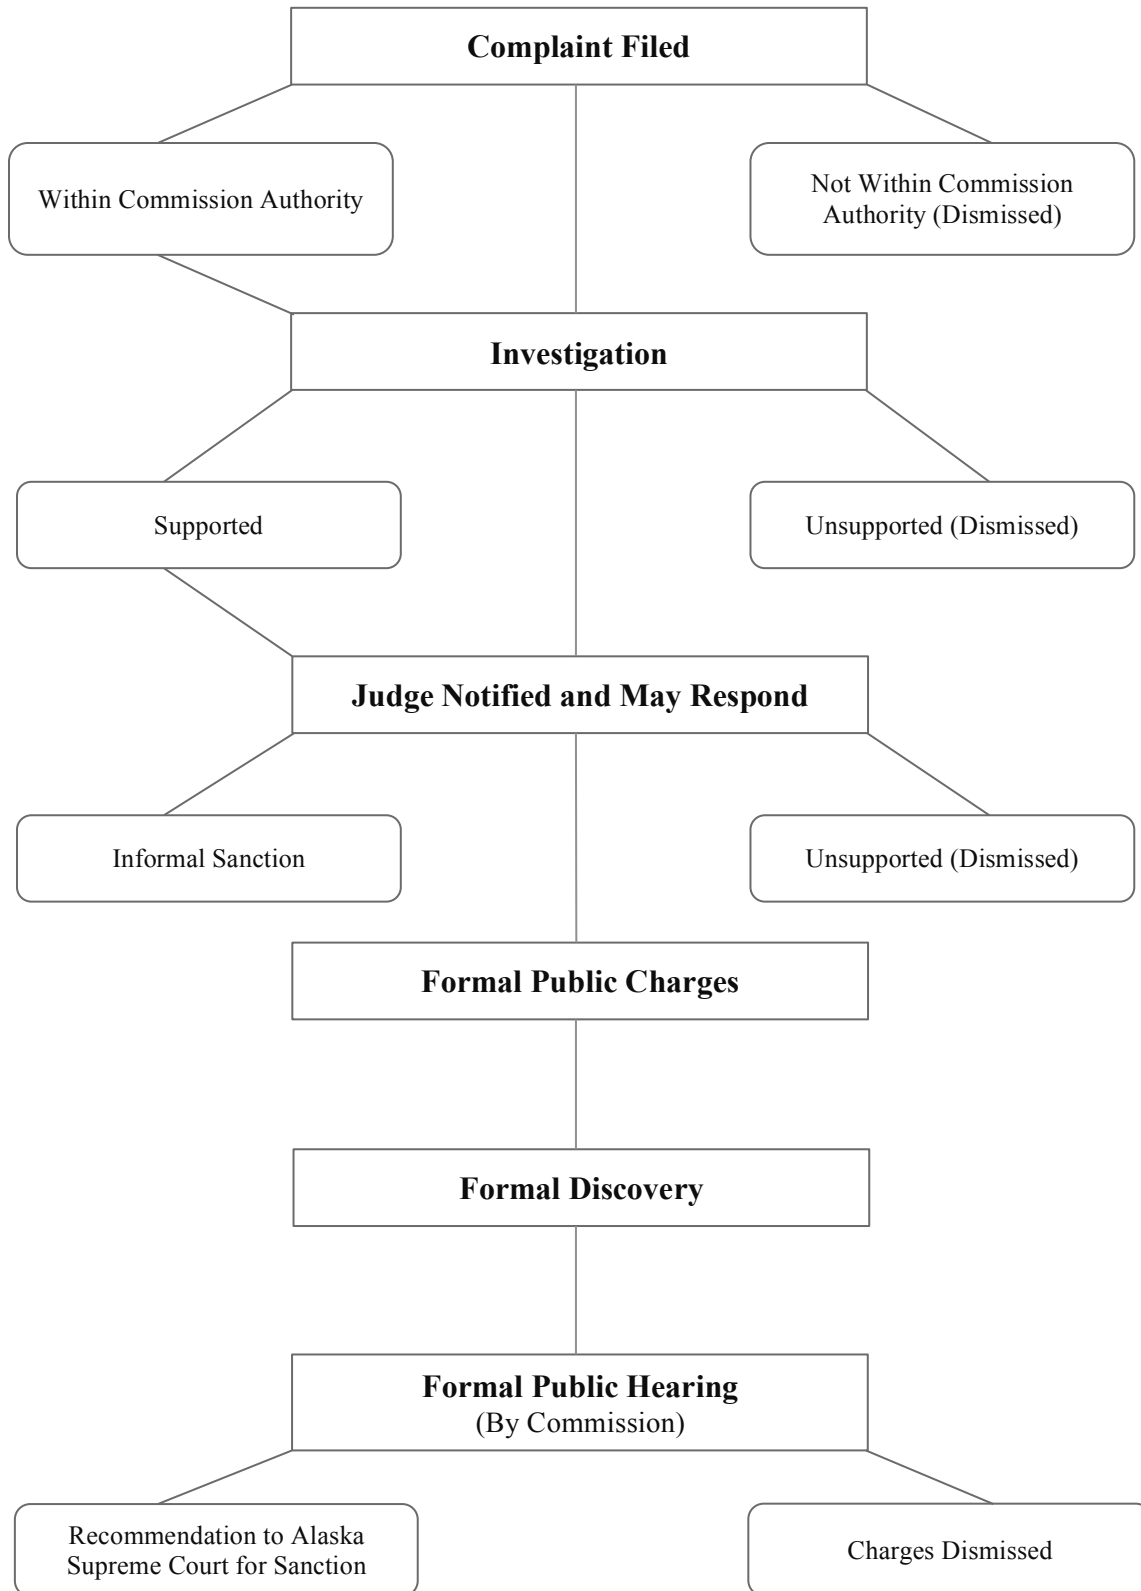 Complaint Filed
Within Commission Authority
Not Within Commission
Authority (Dismissed)
Investigation
Supported
Unsupported (Dismissed)
Judge Notified and May Respond
Informal Sanction
Unsupported (Dismissed)
Formal Public Charges
Formal Discovery
Formal Public Hearing
(By Commission)
Recommendation to Alaska
Supreme Court for Sanction
Charges Dismissed